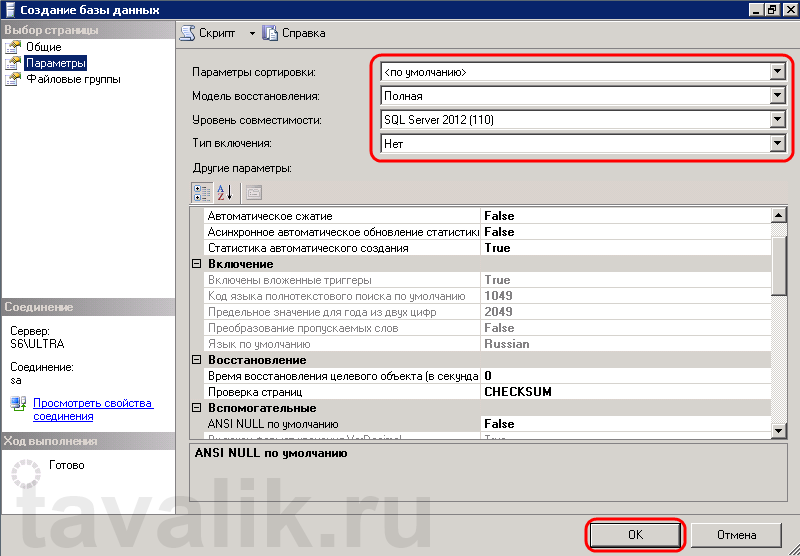 Создание базы данных
Выбор страницы
Общие
Параметры
Файловые группы
Скрипт
Справка
Параметры сортировки: <по умолчанию>
Модель восстановления: Полная
Уровень совместимости: SQL Server 2012 (110)
Тип включения: Нет
Другие параметры:
Автоматическое сжатие False
Асинхронное автоматическое обновление статистики False
Статистика автоматического создания True
Включение
Включены вложенные триггеры True
Код языка полнотекстового поиска по умолчанию 1049
Предельное значение для года из двух цифр 2049
Преобразование пропускаемых слов False
Язык по умолчанию Russian
Восстановление
Время восстановления целевого объекта (в секунда 0
Проверка страниц CHECKSUM
Вспомогательные
ANSI NULL по умолчанию False
ANSI NULL по умолчанию
Соединение
Сервер:
S6\ULTRA
Соединение:
sa
Просмотреть свойства
соединения
Ход выполнения
Готово
tavalik.ru
OK
Отмена